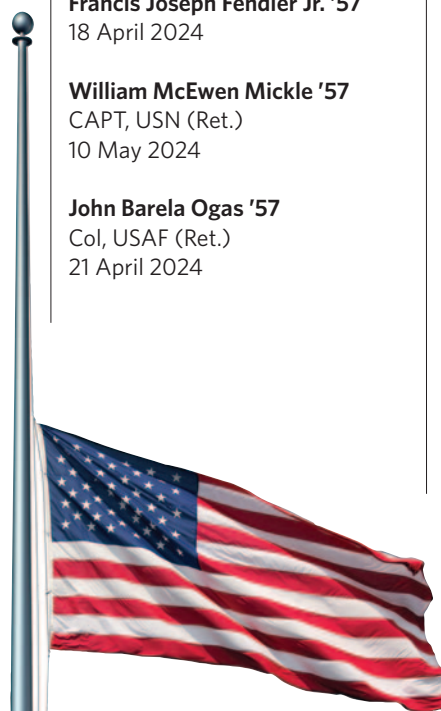 Francis Joseph Fendler Jr. ’57
18 April 2024
William McEwen Mickle ’57
CAPT, USN (Ret.)
10 May 2024
John Barela Ogas ’57
Col, USAF (Ret.)
21 April 2024